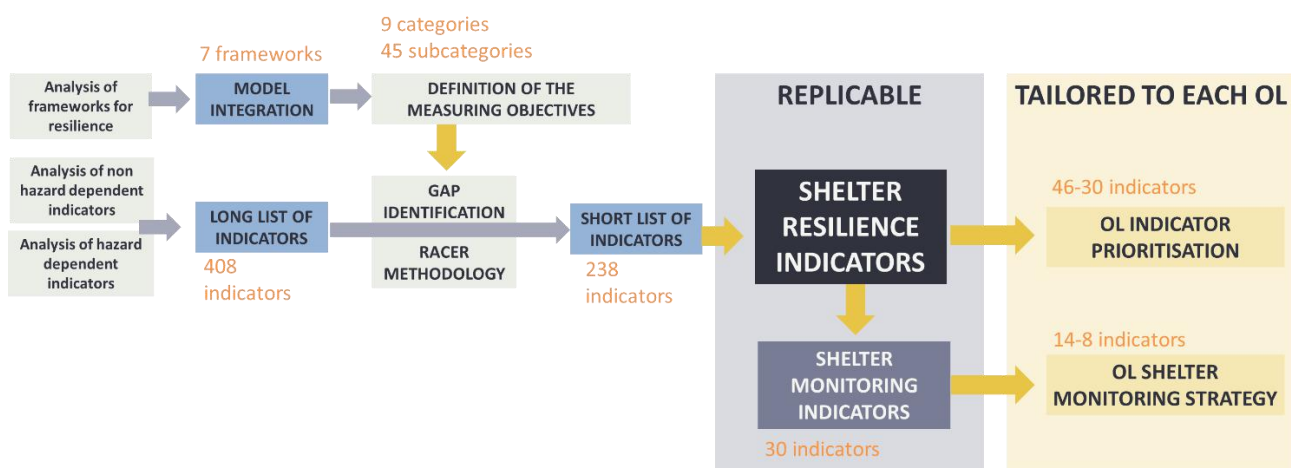 7 frameworks
9 categories
45 subcategories
Analysis of
frameworks for
resilience
MODEL
INTEGRATION
DEFINITION OF THE
MEASURING OBJECTIVES
Analysis of non
hazard dependent
indicators
Analysis of hazard
dependent
indicators
LONG LIST OF
INDICATORS
408
indicators
GAP
IDENTIFICATION
RACER
METHODOLOGY
SHORT LIST OF
INDICATORS
238
indicators
REPLICABLE
SHELTER
RESILIENCE
INDICATORS
SHELTER
MONITORING
INDICATORS
30 indicators
TAILORED TO EACH OL
46-30 indicators
OL INDICATOR
PRIORITISATION
14-8 indicators
OL SHELTER
MONITORING STRATEGY